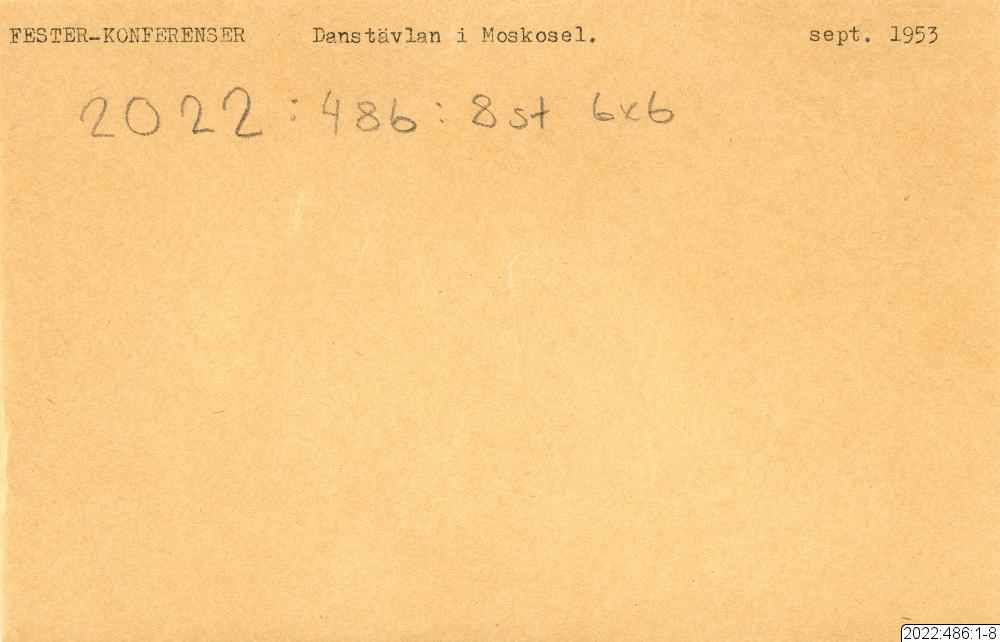 FESTER-KONFERENSER Danstävlan i Moskosel. sept. 1953
2022:486:8st 6x6
2022:486:1-8